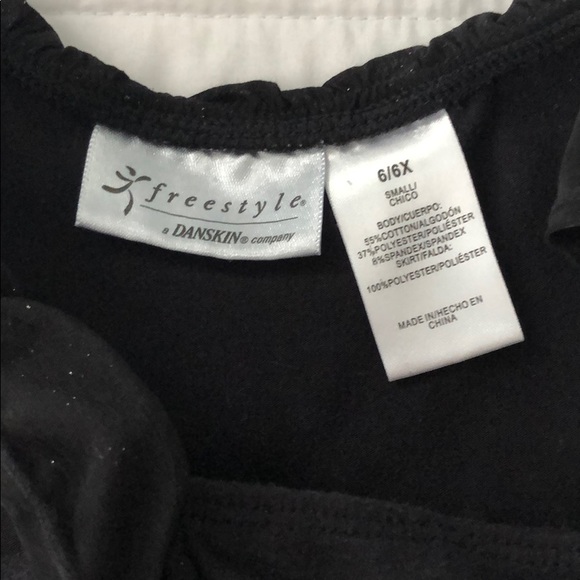 freestyle®
a DANSKIN® company
6/6X
SMALL/
CHICO
BODY/CUERPO:
55%COTTON/ALGODÓN
37%POLYESTER/POLIÉSTER
8%SPANDEX/SPANDEX
SKIRT/FALDA:
100%POLYESTER/POLIÉSTER
MADE IN/HECHO EN
CHINA